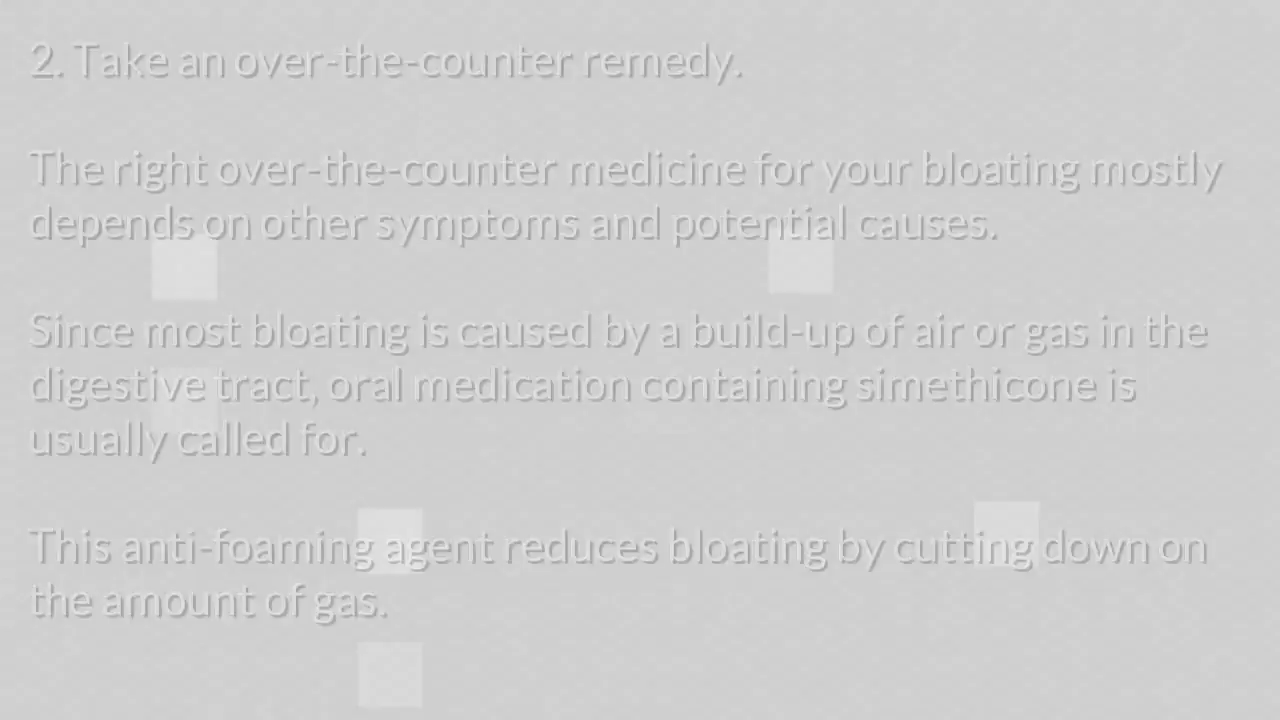 2. Take an over-the-counter remedy.
The right over-the-counter medicine for your bloating mostly
depends on other symptoms and potential causes.
Since most bloating is caused by a build-up of air or gas in the
digestive tract, oral medication containing simethicone is
usually called for.
This anti-foaming agent reduces bloating by cutting down on
the amount of gas.